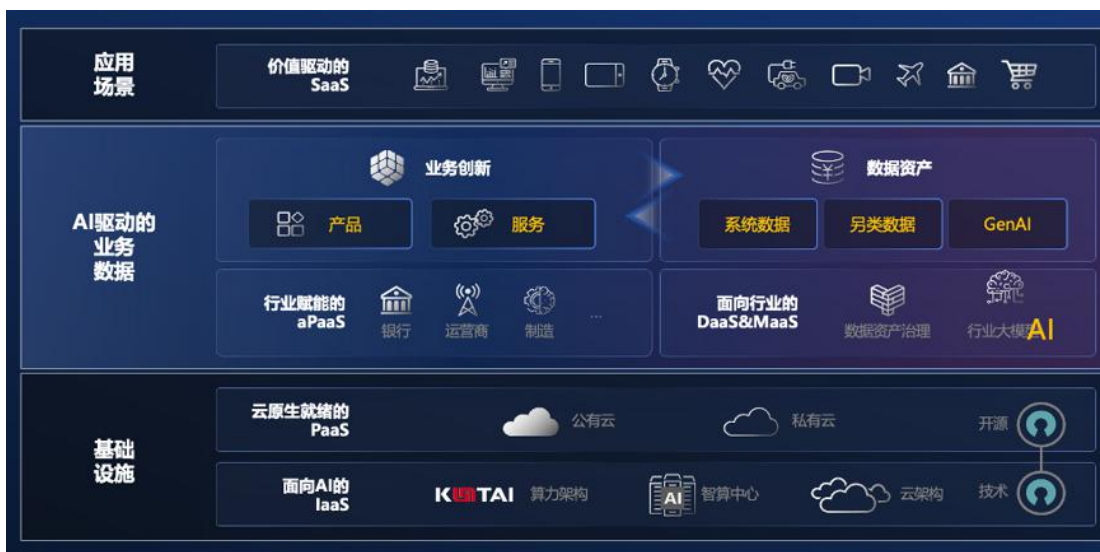 应用
场景
价值驱动的
SaaS
AI驱动的
业务
数据
业务创新
产品
服务
数据资产
系统数据
另类数据
GenAI
行业赋能的
aPaaS
银行
运营商
制造
...
面向行业的
DaaS&MaaS
数据资产治理
行业大模型
AI
基础
设施
云原生就绪的
PaaS
公有云
私有云
开源
面向AI的
IaaS
KUNTAI 算力架构
AI
智算中心
云架构
技术